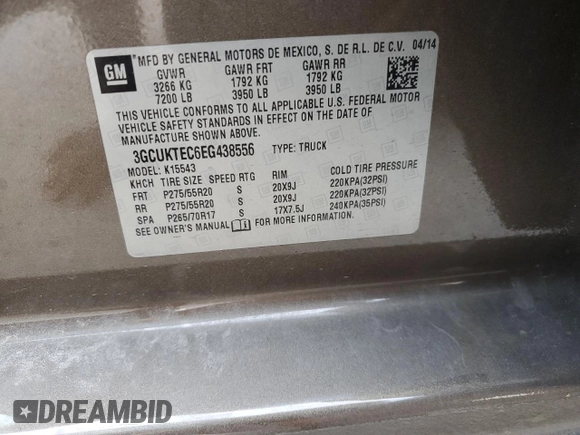 GM
MFD BY GENERAL MOTORS DE MEXICO, S. DE R.L. DE C.V. 04/14
GVWR GAWR FRT GAWR RR
3266 KG 1792 KG 1792 KG
7200 LB 3950 LB 3950 LB
THIS VEHICLE CONFORMS TO ALL APPLICABLE U.S. FEDERAL MOTOR
VEHICLE SAFETY STANDARDS IN EFFECT ON THE DATE OF
MANUFACTURE SHOWN ABOVE.
3GCUKTEC6EG438556 TYPE: TRUCK
MODEL: K15543
KHCH TIRE SIZE SPEED RTG RIM COLD TIRE PRESSURE
FRT P275/55R20 S 20X9J 220KPA(32PSI)
RR P275/55R20 S 20X9J 220KPA(32PSI)
SPA P265/70R17 S 17X7.5J 240KPA(35PSI)
SEE OWNER'S MANUAL FOR MORE INFORMATION.
DREAMBID